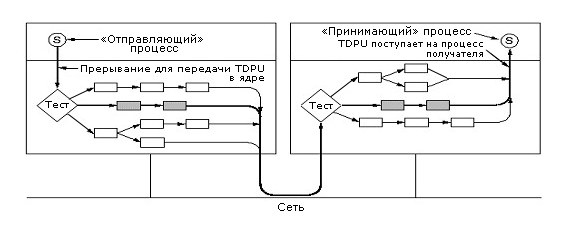 «Отправляющий»
процесс
S
Прерывание для передачи TDPU
в ядре
Тест
«Принимающий» процесс
TDPU поступает на процесс
получателя
S
Тест
Сеть